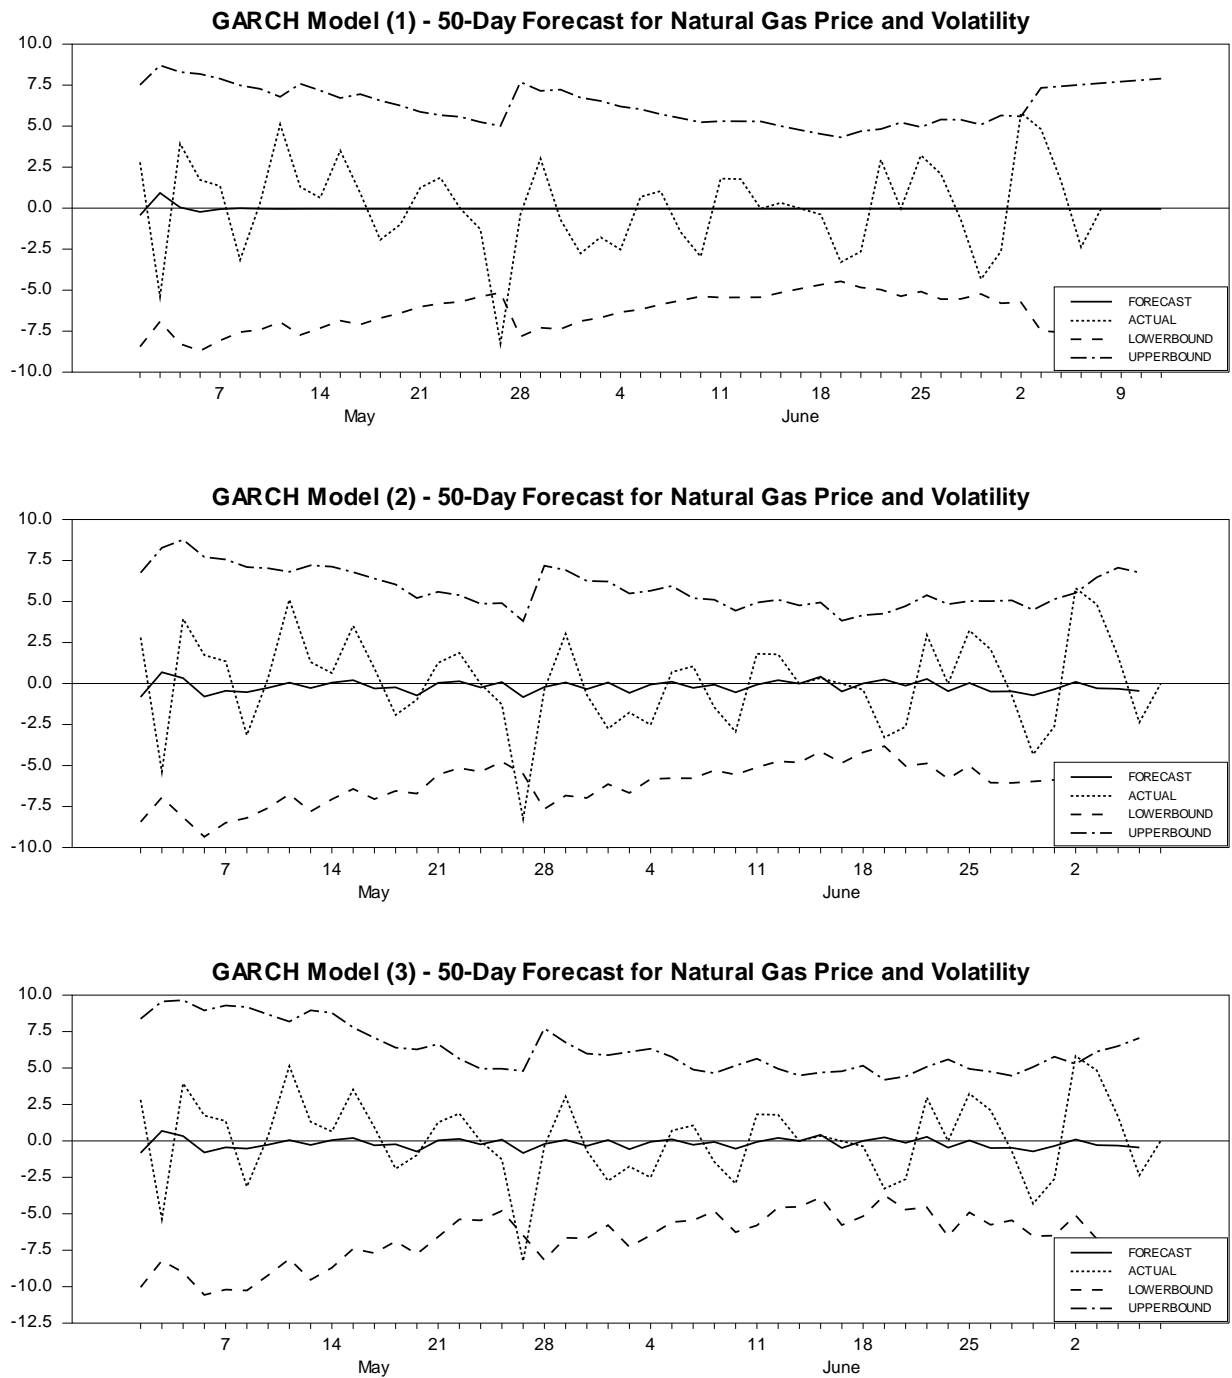 GARCH Model (1) - 50-Day Forecast for Natural Gas Price and Volatility
10.0
7.5
5.0
2.5
0.0
-2.5
-5.0
-7.5
-10.0
FORECAST
ACTUAL
LOWERBOUND
UPPERBOUND
7 14 21 28 4 11 18 25 2 9
May June
GARCH Model (2) - 50-Day Forecast for Natural Gas Price and Volatility
10.0
7.5
5.0
2.5
0.0
-2.5
-5.0
-7.5
-10.0
FORECAST
ACTUAL
LOWERBOUND
UPPERBOUND
7 14 21 28 4 11 18 25 2
May June
GARCH Model (3) - 50-Day Forecast for Natural Gas Price and Volatility
10.0
7.5
5.0
2.5
0.0
-2.5
-5.0
-7.5
-10.0
-12.5
FORECAST
ACTUAL
LOWERBOUND
UPPERBOUND
7 14 21 28 4 11 18 25 2
May June